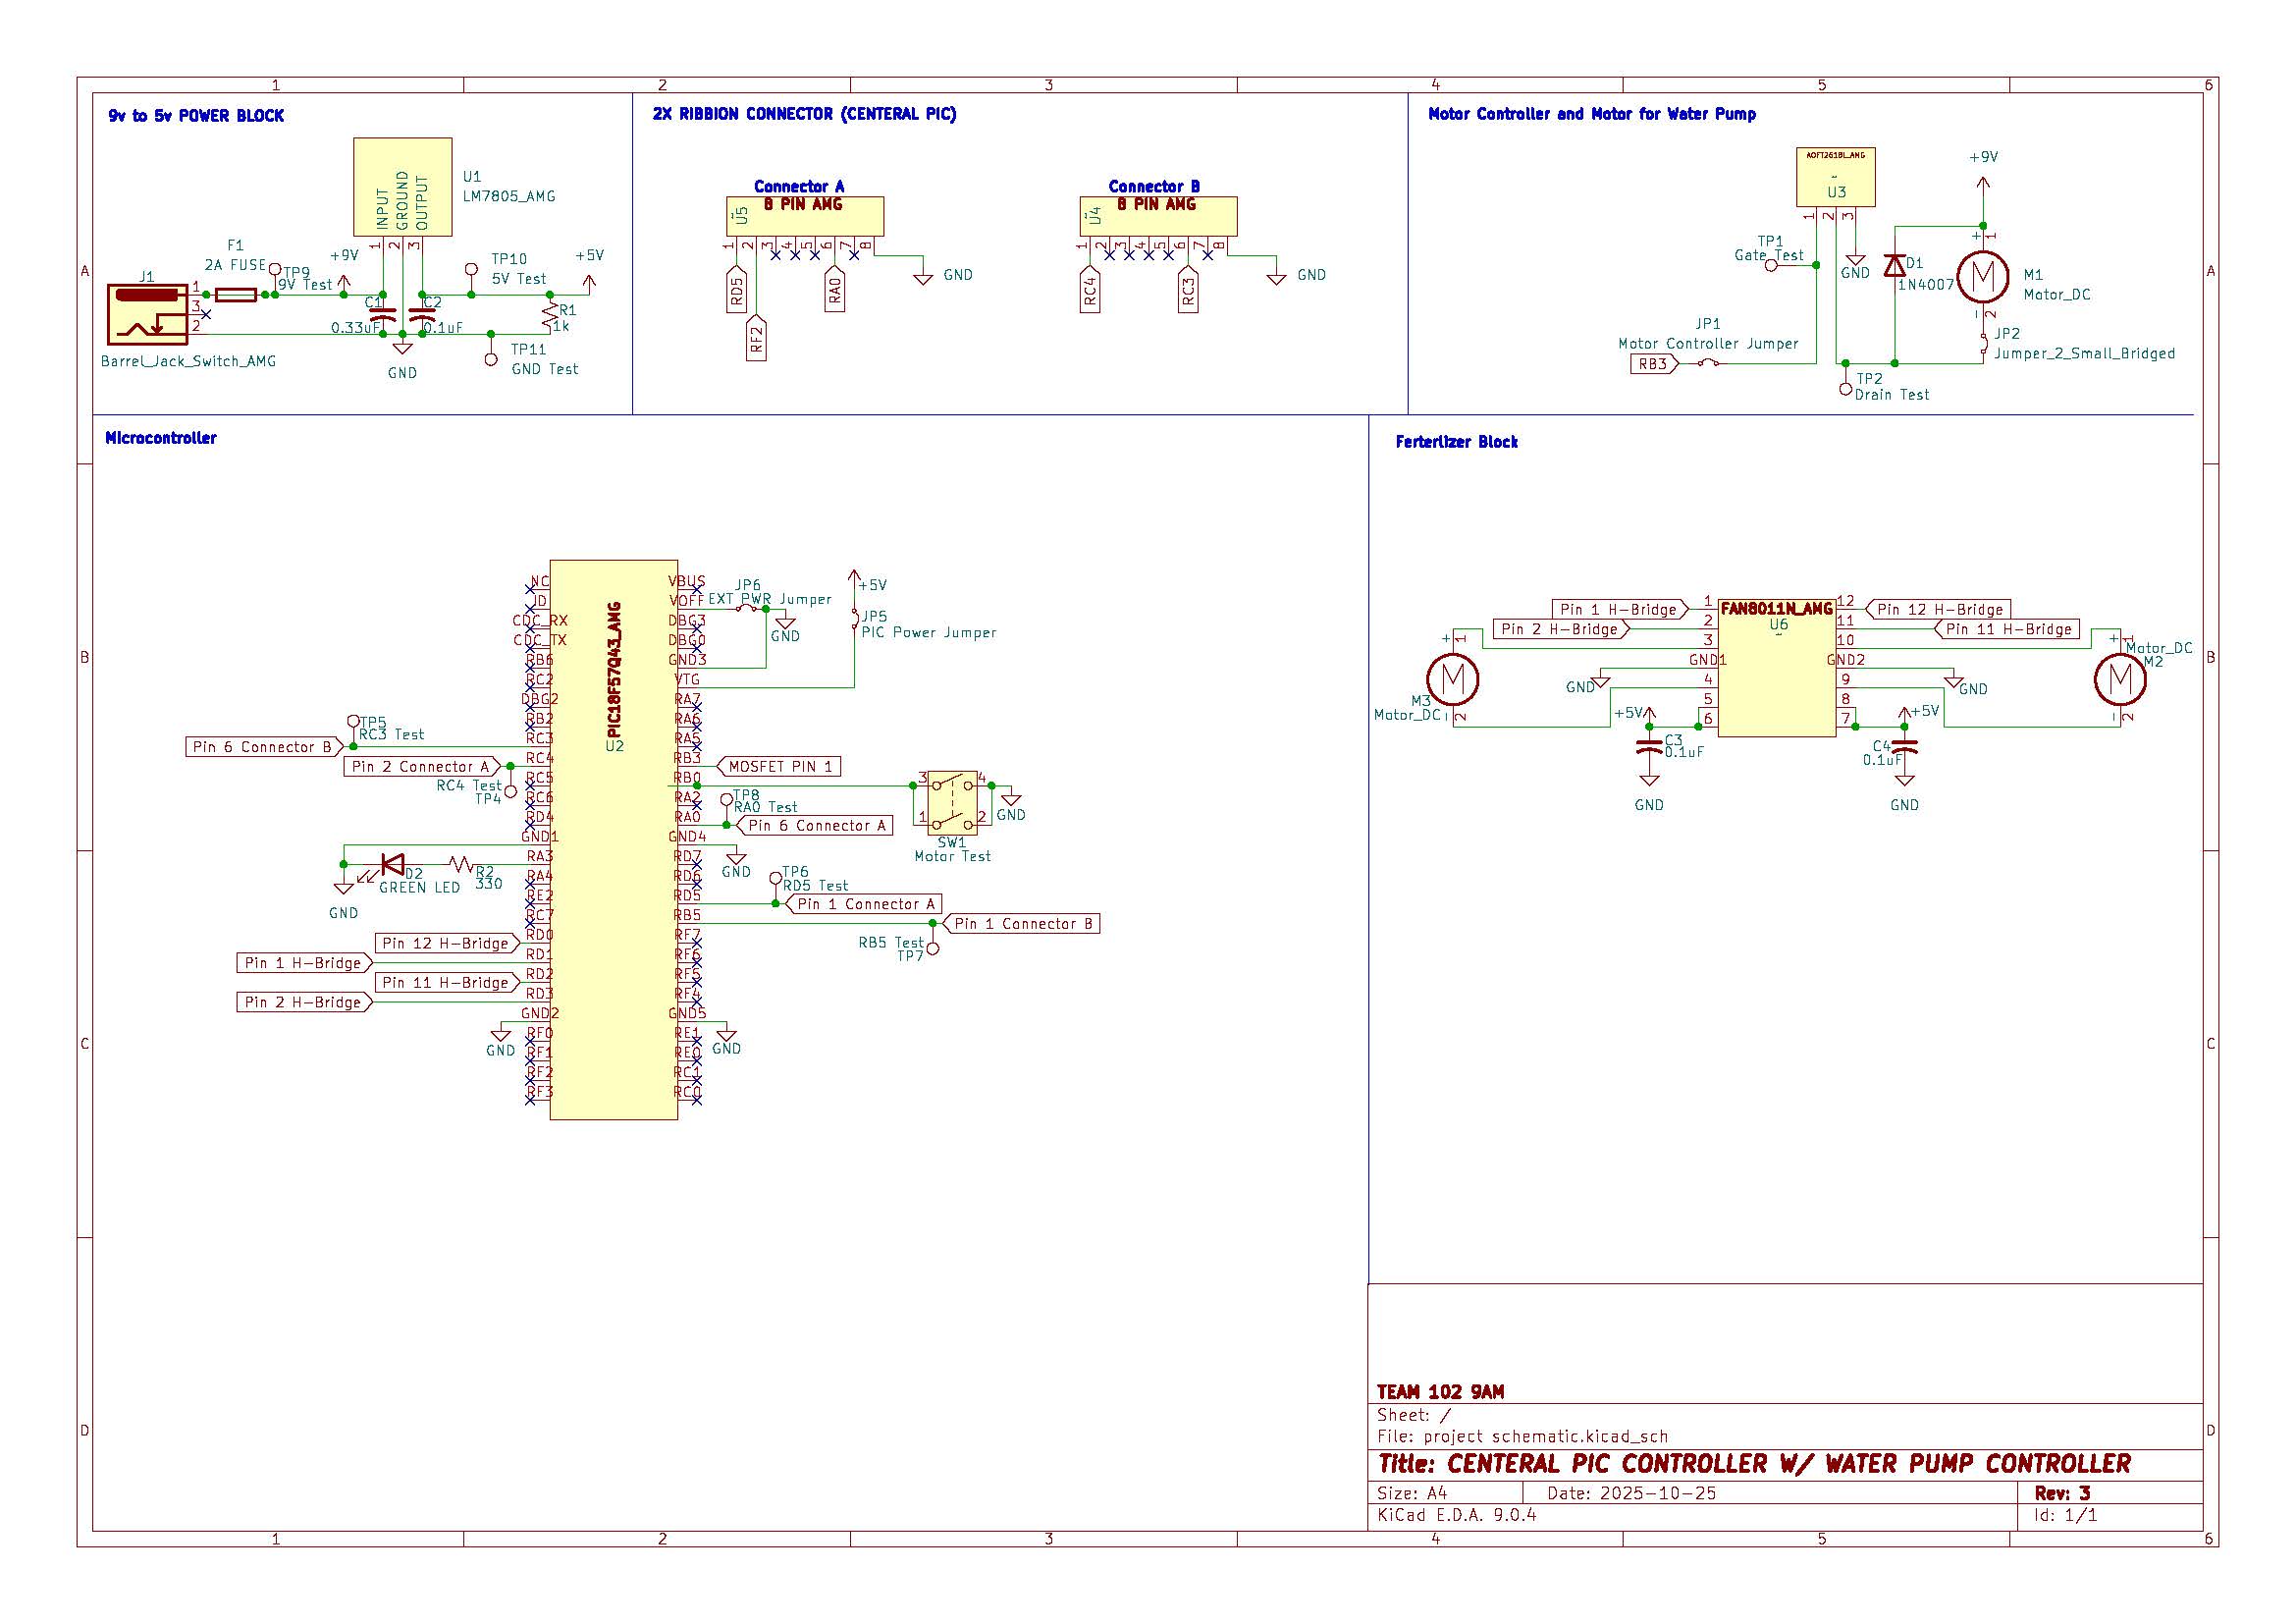 1 2 3 4 5 6
A
B
C
D
9v to 5v POWER BLOCK
U1
LM7805_AMG
INPUT
GROUND
OUTPUT
1 2 3
F1
2A FUSE
TP9
9V Test
+9V
TP10
5V Test
+5V
J1
1
3
2
C1
0.33uF
C2
0.1uF
R1
1k
TP11
GND Test
GND
Barrel_Jack_Switch_AMG
2X RIBBION CONNECTOR (CENTERAL PIC)
Connector A
8 PIN AMG
U5
1 2 3 4 5 6 7 8
RD5
RF2
RA0
GND
Connector B
8 PIN AMG
U4
1 2 3 4 5 6 7 8
RC4
RC3
GND
Motor Controller and Motor for Water Pump
AOFT261BL_AMG
U3
1 2 3
+9V
TP1
Gate Test
GND
D1
1N4007
+ 1
M
M1
Motor_DC
2
JP1
Motor Controller Jumper
RB3
JP2
Jumper_2_Small_Bridged
TP2
Drain Test
Microcontroller
PIC18F57Q43_AMG
U2
NC
ID
CDC_RX
CDC_TX
RB6
RC2
DBG2
RB2
RC3
RC4
RC5
RC6
RD4
GND1
RA3
RA4
RE2
RC7
RD0
RD1
RD2
RD3
GND2
RF0
RF1
RF2
RF3
VBUS
VOFF
DBG3
DBG0
GND3
VTG
RA7
RA6
RA5
RB3
RB0
RA2
RA0
GND4
RD7
RD6
RD5
RB5
RF7
RF6
RF5
RF4
GND5
RE1
RE0
RC1
RC0
JP6
EXT PWR Jumper
GND
+5V
JP5
PIC Power Jumper
TP5
RC3 Test
Pin 6 Connector B
Pin 2 Connector A
RC4 Test
TP4
MOSFET PIN 1
TP8
RA0 Test
Pin 6 Connector A
3 4
1 2
GND
SW1
Motor Test
GND
D2
GREEN LED
R2
330
GND
TP6
RD5 Test
Pin 1 Connector A
Pin 1 Connector B
RB5 Test
TP7
Pin 12 H-Bridge
Pin 1 H-Bridge
Pin 11 H-Bridge
Pin 2 H-Bridge
GND
GND
Ferterlizer Block
FAN8011N_AMG
U6
Pin 1 H-Bridge
Pin 2 H-Bridge
Pin 12 H-Bridge
Pin 11 H-Bridge
1
2
3
GND1
4
5
6
12
11
10
GND2
9
8
7
+ 1
M
M3
Motor_DC
2
+ 1
M
Motor_DC
M2
2
GND
GND
+5V
C3
0.1uF
GND
+5V
C4
0.1uF
GND
TEAM 102 9AM
Sheet: /
File: project schematic.kicad_sch
Title: CENTERAL PIC CONTROLLER W/ WATER PUMP CONTROLLER
Size: A4 Date: 2025-10-25 Rev: 3
KiCad E.D.A. 9.0.4 Id: 1/1
A
B
C
D
1 2 3 4 5 6